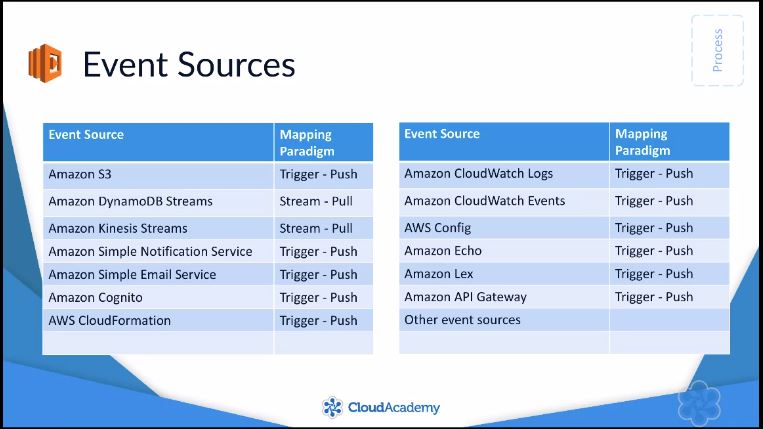 Process
Event Sources
Event Source Mapping Paradigm
Amazon S3 Trigger - Push
Amazon DynamoDB Streams Stream - Pull
Amazon Kinesis Streams Stream - Pull
Amazon Simple Notification Service Trigger - Push
Amazon Simple Email Service Trigger - Push
Amazon Cognito Trigger - Push
AWS CloudFormation Trigger - Push
Event Source Mapping Paradigm
Amazon CloudWatch Logs Trigger - Push
Amazon CloudWatch Events Trigger - Push
AWS Config Trigger - Push
Amazon Echo Trigger - Push
Amazon Lex Trigger - Push
Amazon API Gateway Trigger - Push
Other event sources
CloudAcademy